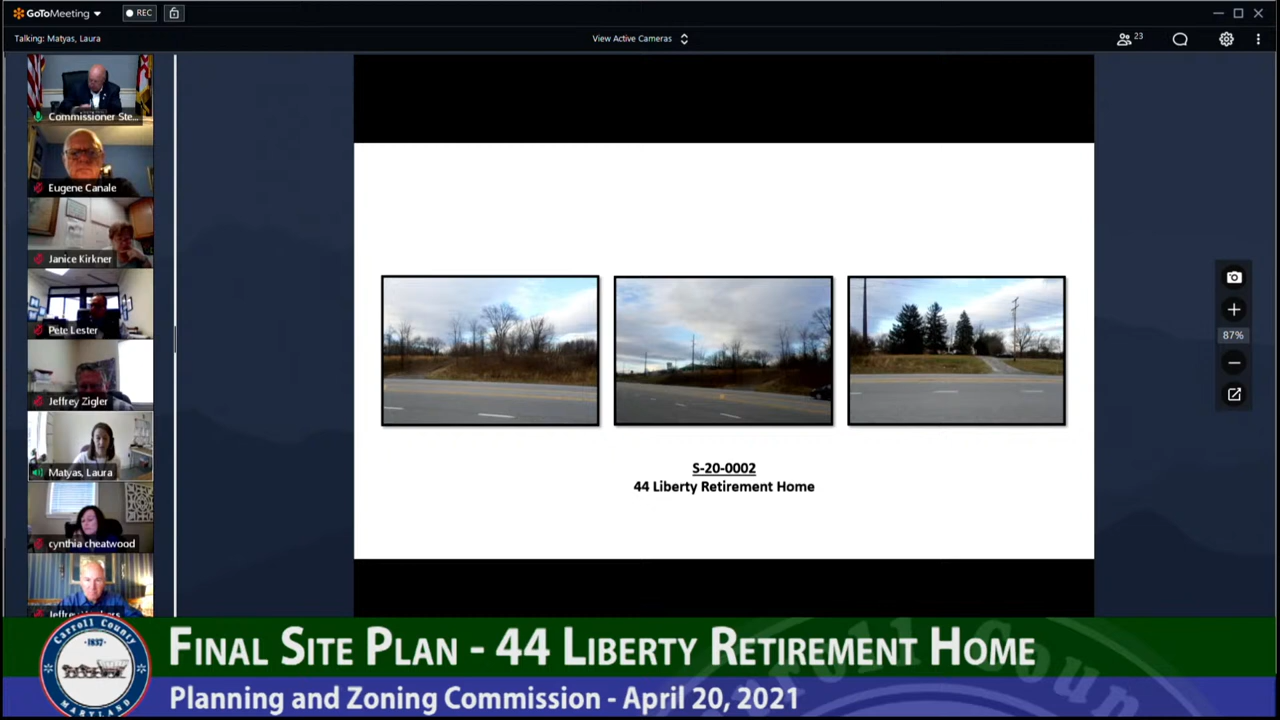 GoToMeeting
REC
Talking: Matyas, Laura
View Active Cameras
23
Commissioner Ste...
Eugene Canale
Janice Kirkner
Pete Lester
Jeffrey Zigler
Matyas, Laura
cynthia cheatwood
87%
S-20-0002
44 Liberty Retirement Home
Carroll County
1837
MARYLAND
FINAL SITE PLAN - 44 LIBERTY RETIREMENT HOME
Planning and Zoning Commission - April 20, 2021